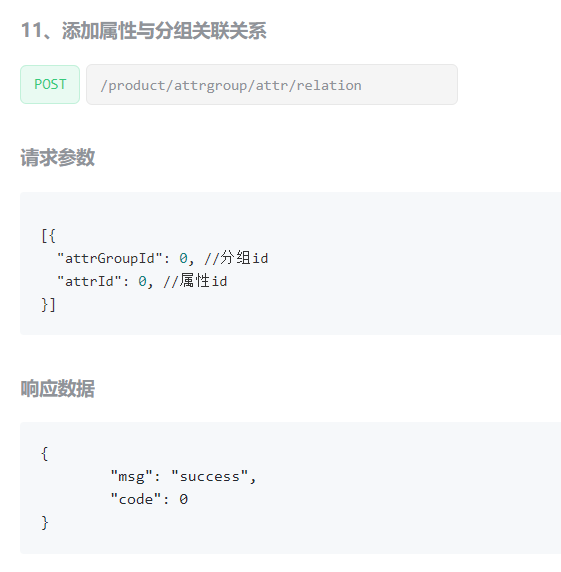 11、添加属性与分组关联关系
POST /product/attrgroup/attr/relation
请求参数
[{
  "attrGroupId": 0, //分组id
  "attrId": 0, //属性id
}]
响应数据
{
        "msg": "success",
        "code": 0
}